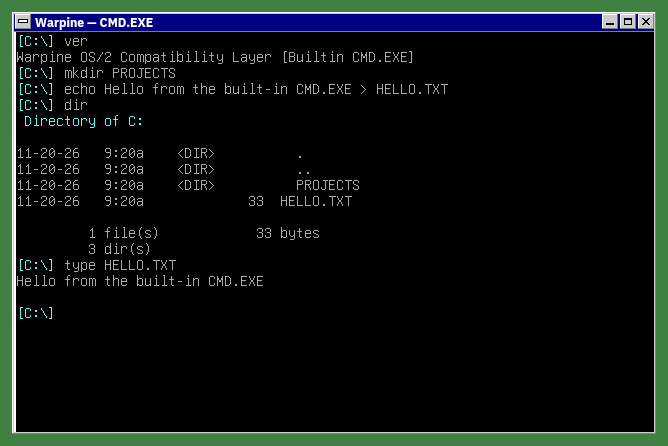 Warpine — CMD.EXE
[C:\] ver
Warpine OS/2 Compatibility Layer [Builtin CMD.EXE]
[C:\] mkdir PROJECTS
[C:\] echo Hello from the built-in CMD.EXE > HELLO.TXT
[C:\] dir
 Directory of C:

11-20-26   9:20a    <DIR>          .
11-20-26   9:20a    <DIR>          ..
11-20-26   9:20a    <DIR>          PROJECTS
11-20-26   9:20a             33  HELLO.TXT

         1 file(s)            33 bytes
         3 dir(s)
[C:\] type HELLO.TXT
Hello from the built-in CMD.EXE

[C:\]